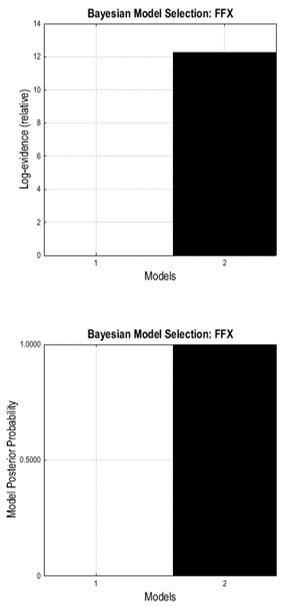 Bayesian Model Selection: FFX
14
12
10
8
6
4
2
0
Log-evidence (relative)
1 2
Models
Bayesian Model Selection: FFX
1.0000
0.5000
0
Model Posterior Probability
1 2
Models